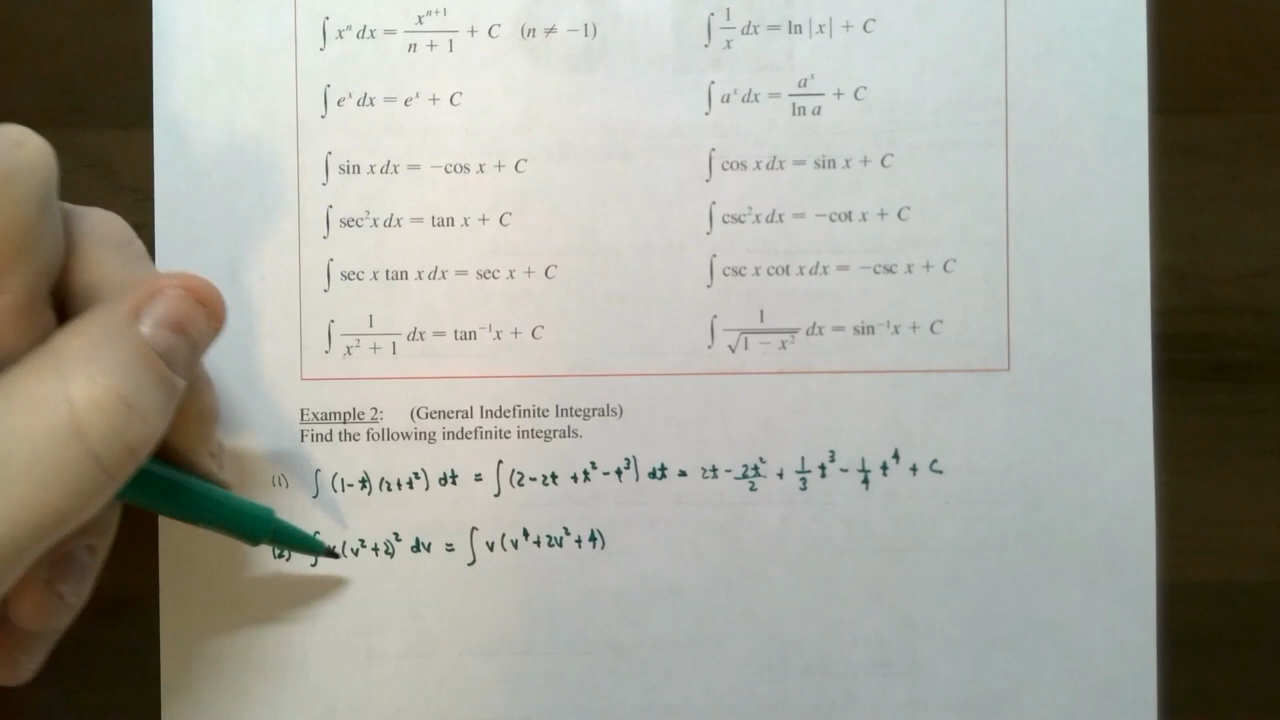 ∫ xⁿ dx = xⁿ⁺¹/(n + 1) + C (n ≠ −1)
∫ 1/x dx = ln |x| + C
∫ eˣ dx = eˣ + C
∫ aˣ dx = aˣ/ln a + C
∫ sin x dx = −cos x + C
∫ cos x dx = sin x + C
∫ sec²x dx = tan x + C
∫ csc²x dx = −cot x + C
∫ sec x tan x dx = sec x + C
∫ csc x cot x dx = −csc x + C
∫ 1/(x² + 1) dx = tan⁻¹x + C
∫ 1/√(1 − x²) dx = sin⁻¹x + C
Example 2: (General Indefinite Integrals)
Find the following indefinite integrals.
(1) ∫ (1-t)(2+t²) dt = ∫(2-2t+t²-t³) dt = 2t - 2t²/2 + 1/3 t³ - 1/4 t⁴ + C
(2) ∫ v(v²+2)² dv = ∫ v(v⁴+2v²+4)